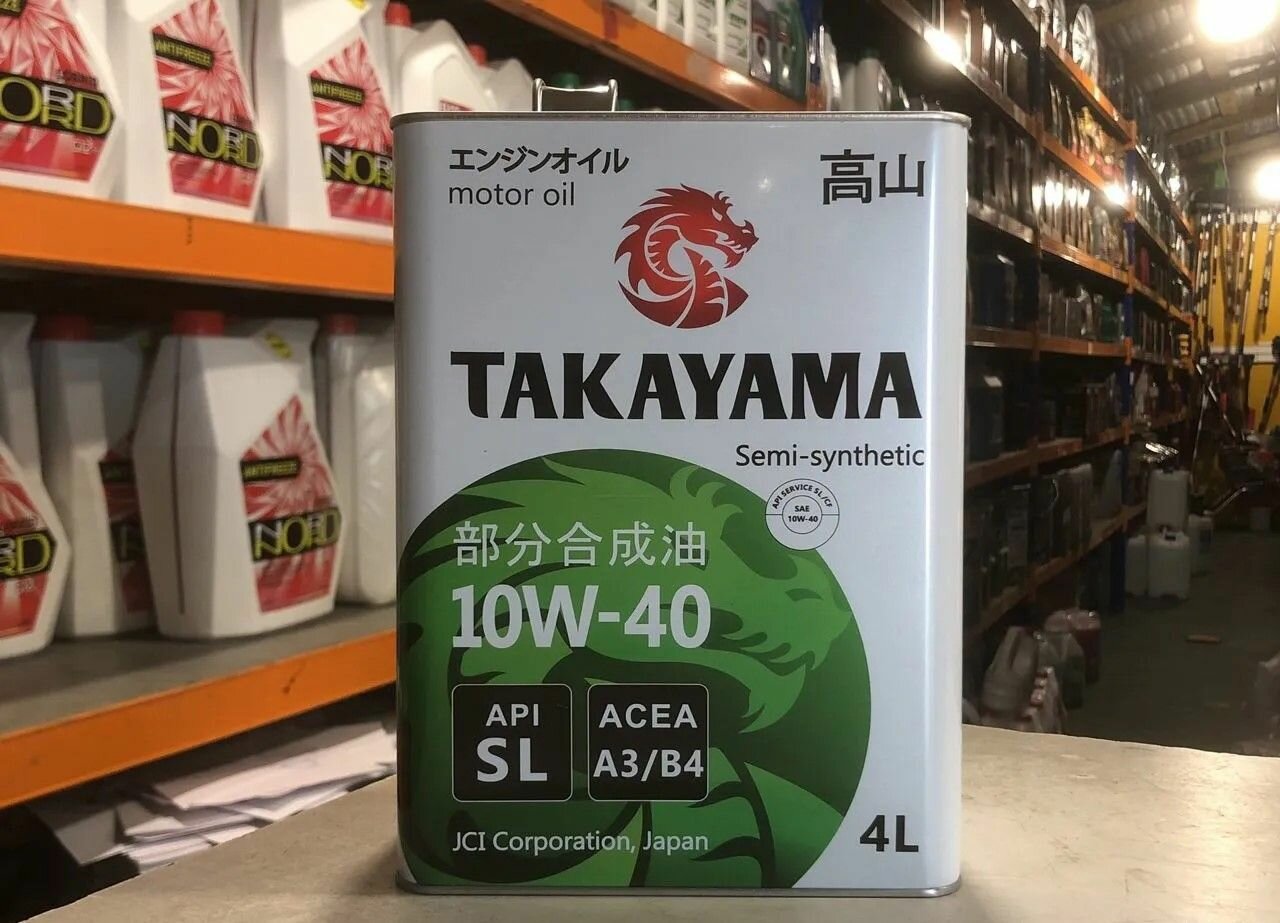 エンジンオイル
motor oil
高山
TAKAYAMA
Semi-synthetic
API SERVICE SL/CF
SAE
10W-40
部分合成油
10W-40
API
SL
ACEA
A3/B4
JCI Corporation, Japan
4L
NORD
ANTIFREEZE
NORD
ANTIFREEZE
NORD
ANTIFREEZE
NORD